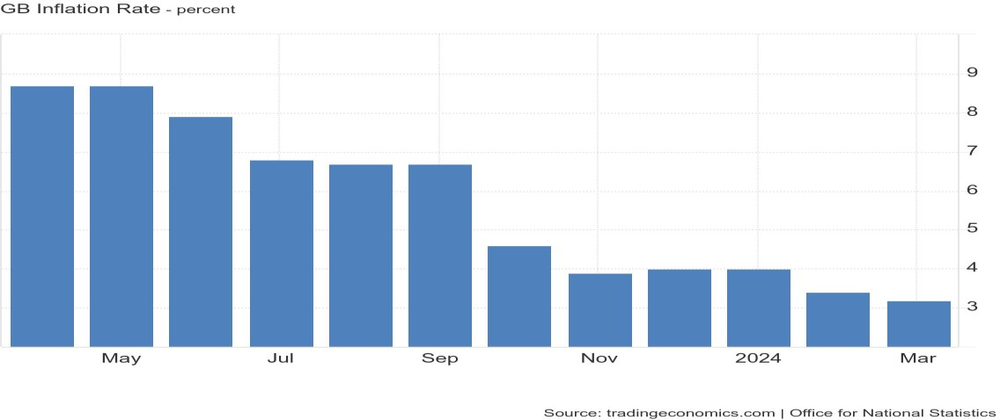 GB Inflation Rate - percent
9
8
7
6
5
4
3
May Jul Sep Nov 2024 Mar
Source: tradingeconomics.com | Office for National Statistics